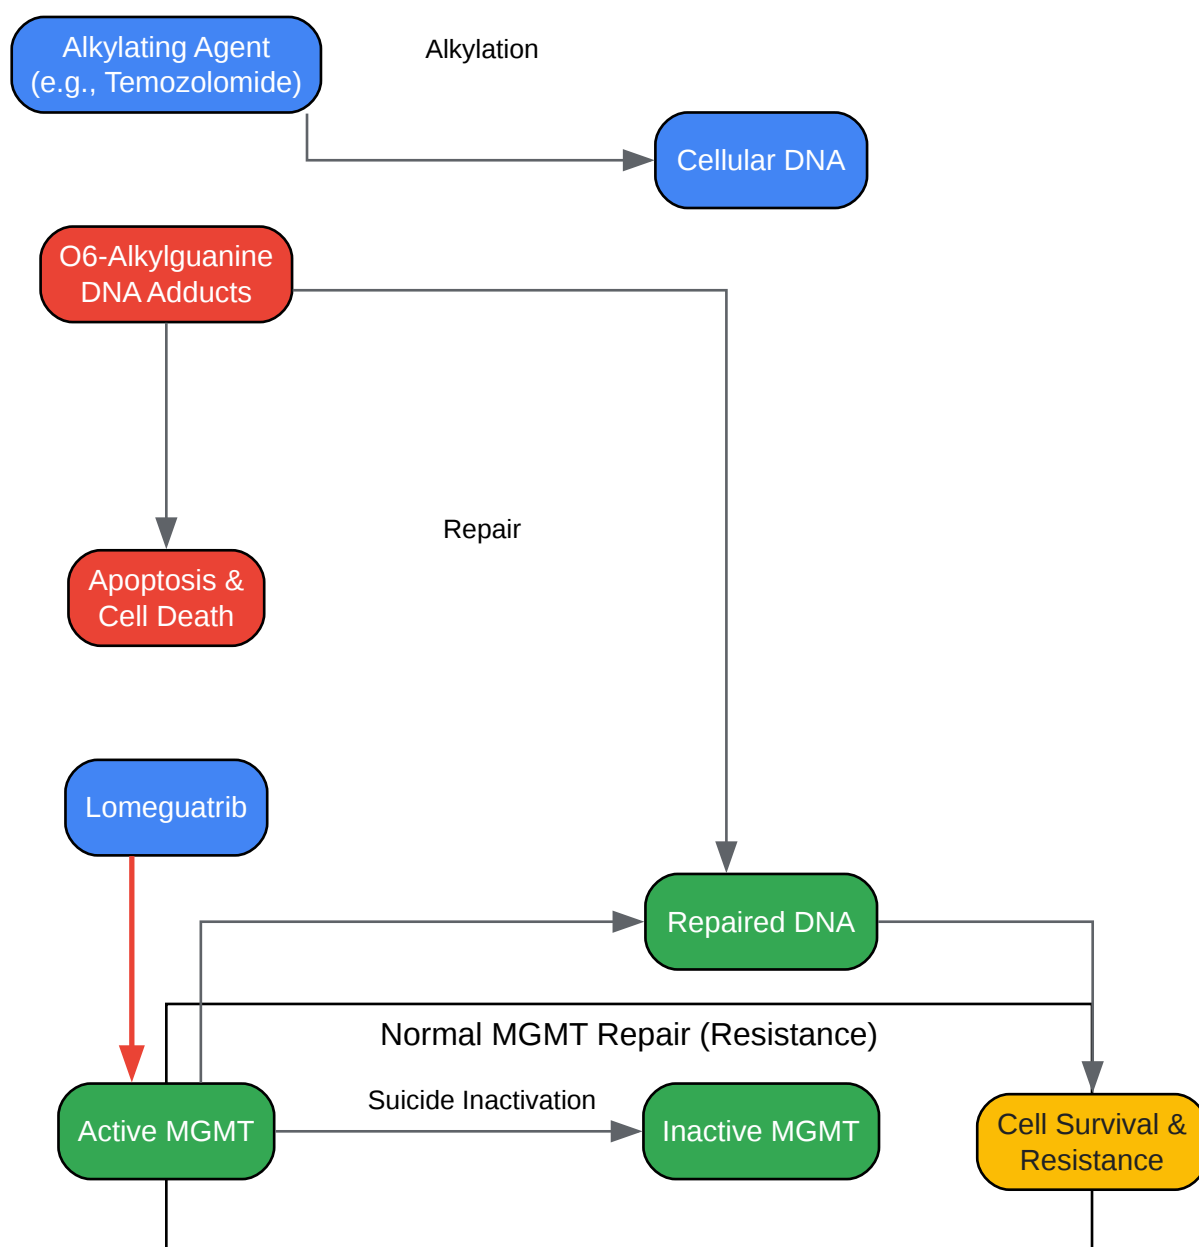 Alkylating Agent
(e.g., Temozolomide)
Alkylation
Cellular DNA
O6-Alkylguanine
DNA Adducts
Repair
Apoptosis &
Cell Death
Lomeguatrib
Repaired DNA
Normal MGMT Repair (Resistance)
Suicide Inactivation
Active MGMT
Inactive MGMT
Cell Survival &
Resistance